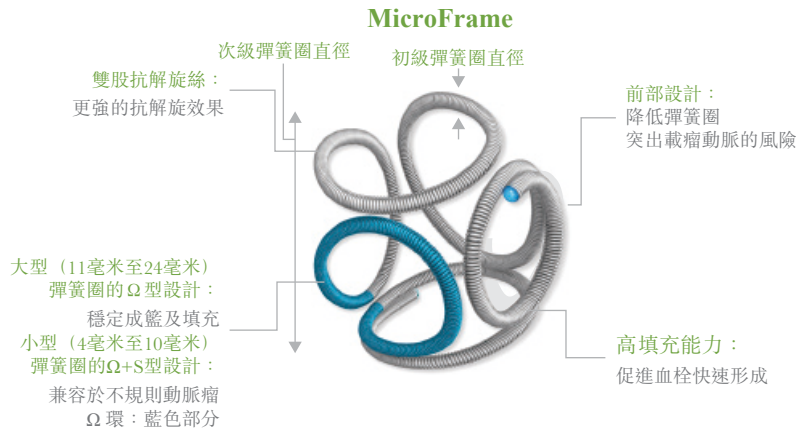 MicroFrame
次級彈簧圈直徑
初級彈簧圈直徑
雙股抗解旋絲：
更強的抗解旋效果
前部設計：
降低彈簧圈
突出載瘤動脈的風險
大型（11毫米至24毫米）
彈簧圈的Ω型設計：
穩定成籃及填充
小型（4毫米至10毫米）
彈簧圈的Ω+S型設計：
兼容於不規則動脈瘤
Ω 環：藍色部分
高填充能力：
促進血栓快速形成